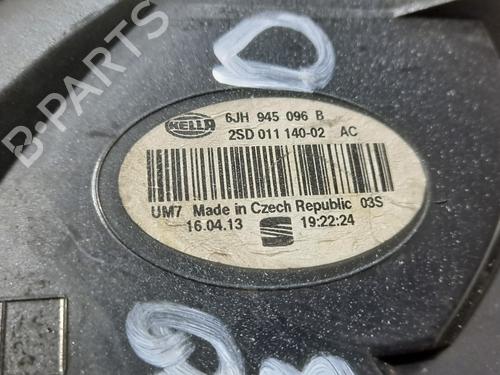 B-PARTS
HELLA
6JH 945 096 B
2SD 011 140-02 AC
UM7 Made in Czech Republic 03S
16.04.13 19:22:24